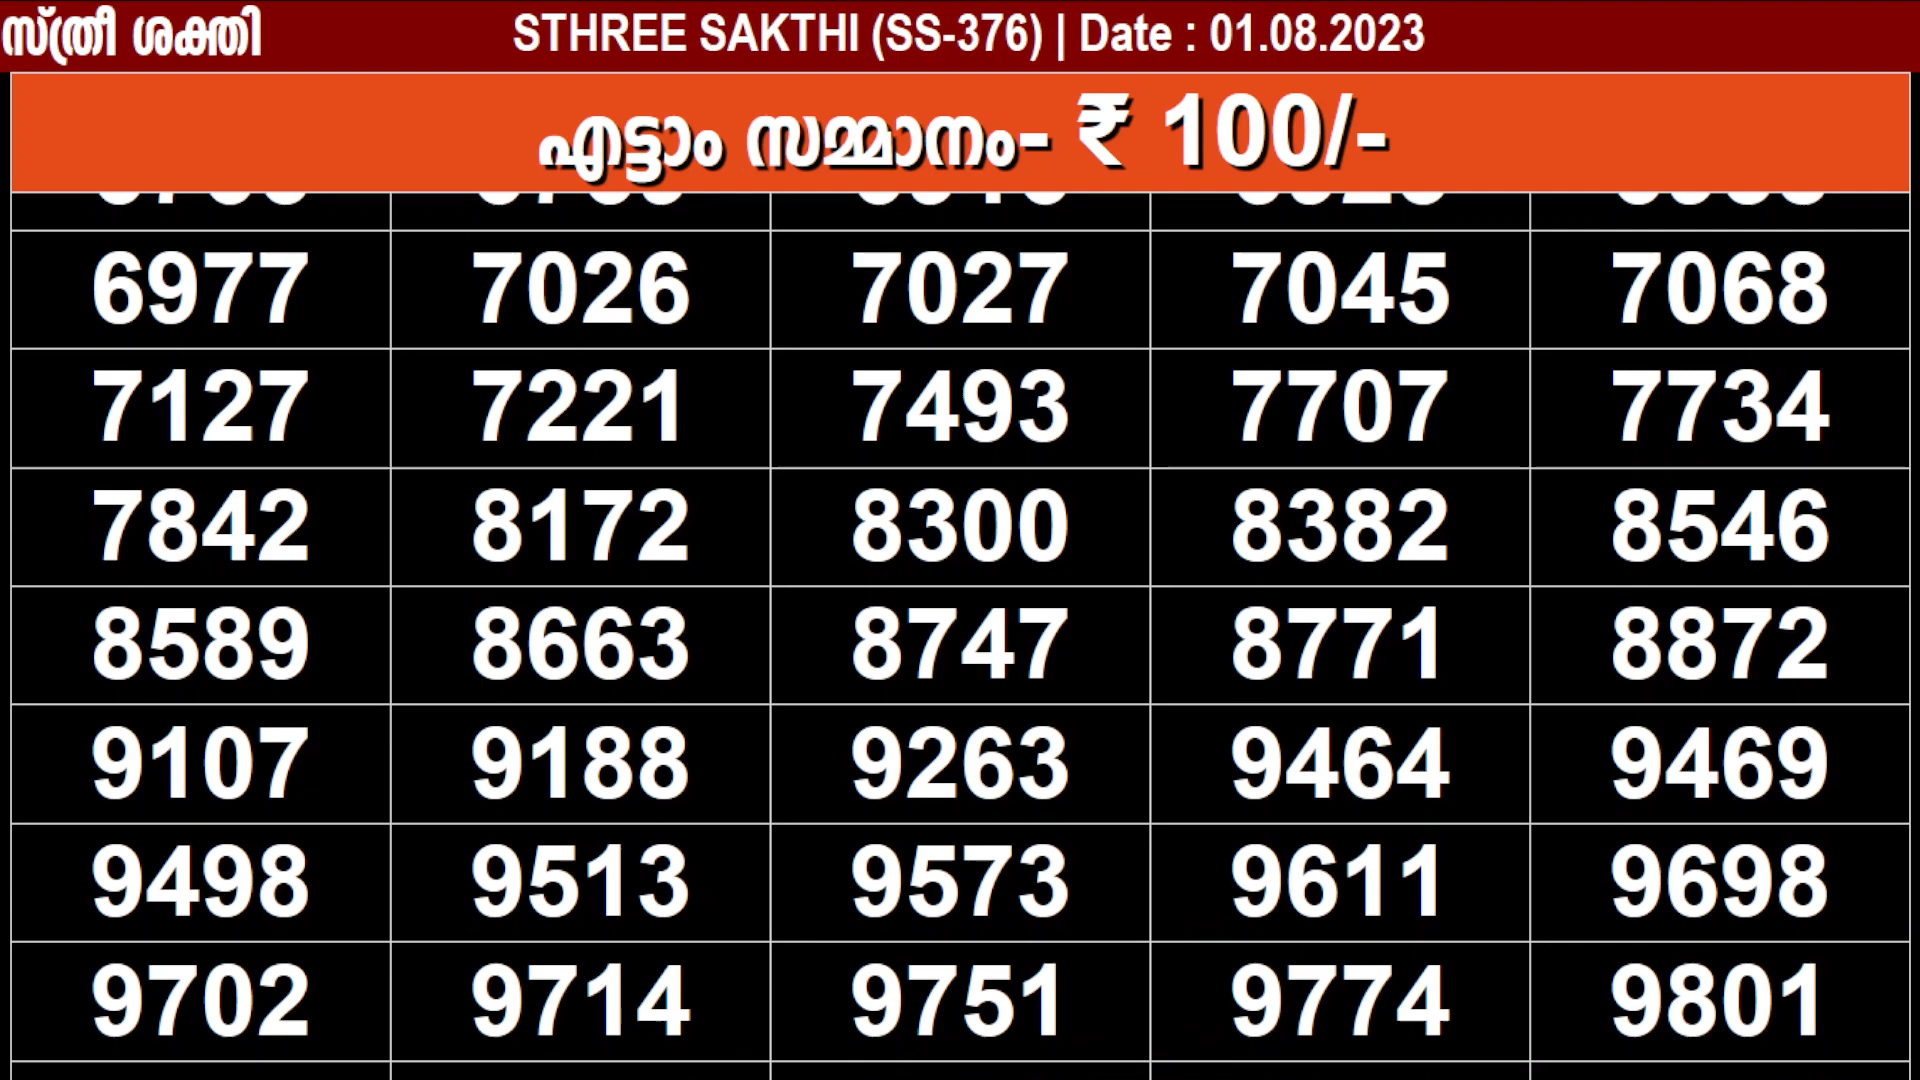 സ്ത്രീ ശക്തി STHREE SAKTHI (SS-376) | Date : 01.08.2023
എട്ടാം സമ്മാനം- ₹ 100/-
6977 7026 7027 7045 7068
7127 7221 7493 7707 7734
7842 8172 8300 8382 8546
8589 8663 8747 8771 8872
9107 9188 9263 9464 9469
9498 9513 9573 9611 9698
9702 9714 9751 9774 9801